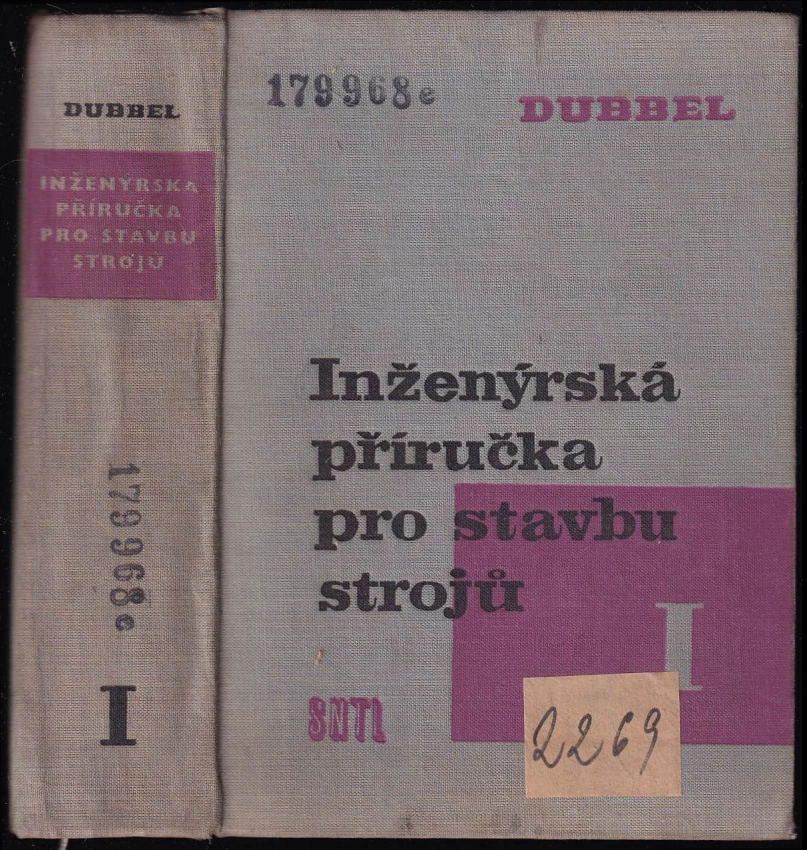 DUBBEL
INŽENÝRSKÁ
PŘÍRUČKA
PRO STAVBU
STROJŮ
179968e
I
179968e
DUBBEL
Inženýrská
příručka
pro stavbu
strojů
I
SNTL
2269